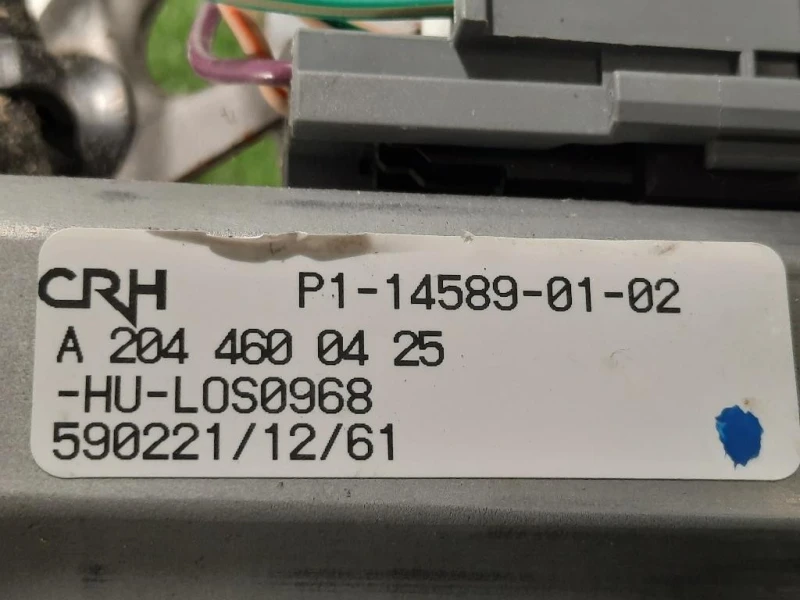 CRH P1-14589-01-02
A 204 460 04 25
-HU-LOS0968
590221/12/61